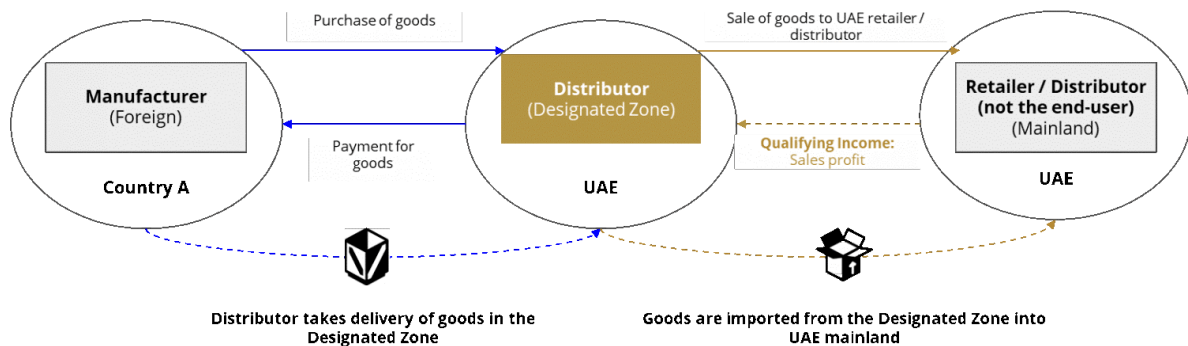 Purchase of goods
Sale of goods to UAE retailer /
distributor
Manufacturer
(Foreign)
Distributor
(Designated Zone)
Retailer / Distributor
(not the end-user)
(Mainland)
Payment for
goods
Qualifying Income:
Sales profit
Country A
UAE
UAE
Distributor takes delivery of goods in the
Designated Zone
Goods are imported from the Designated Zone into
UAE mainland